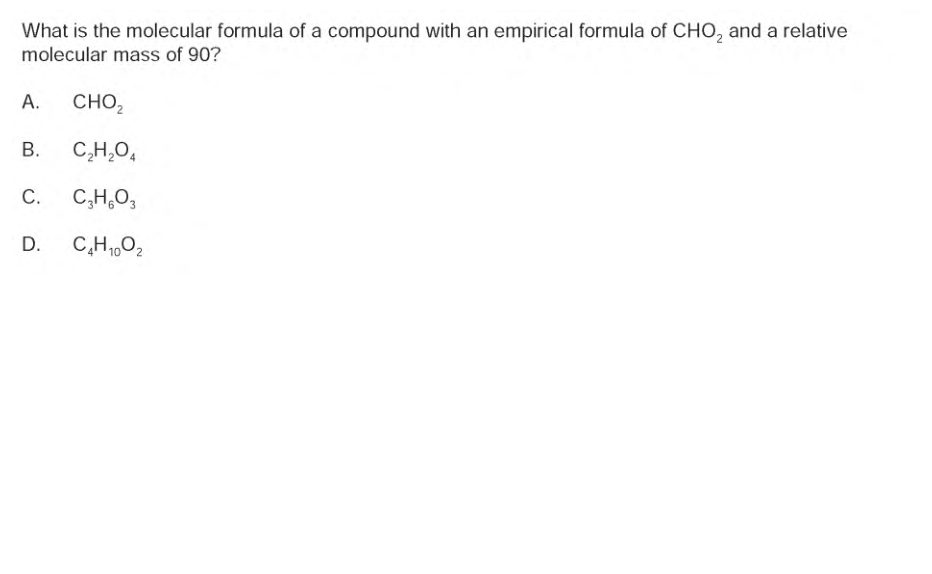 What is the molecular formula of a compound with an empirical formula of CHO₂ and a relative
molecular mass of 90?
A. CHO₂
B. C₂H₂O₄
C. C₃H₆O₃
D. C₄H₁₀O₂